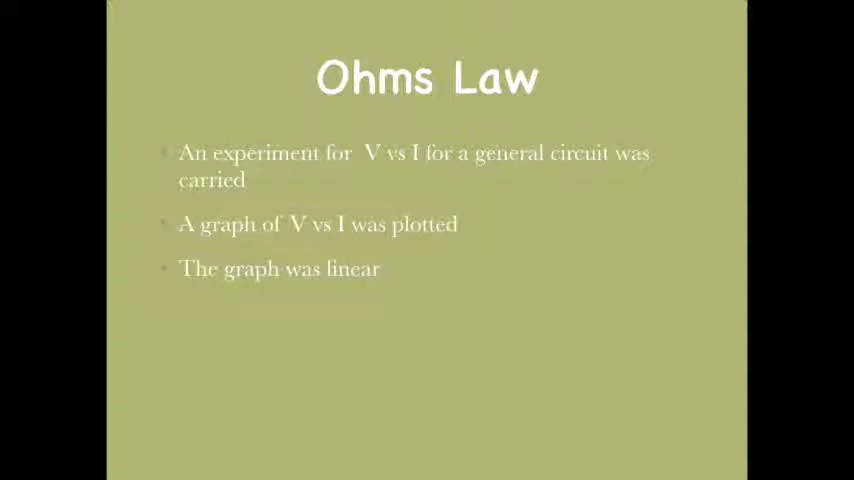 Ohms Law
An experiment for V vs I for a general circuit was
carried
A graph of V vs I was plotted
The graph was linear